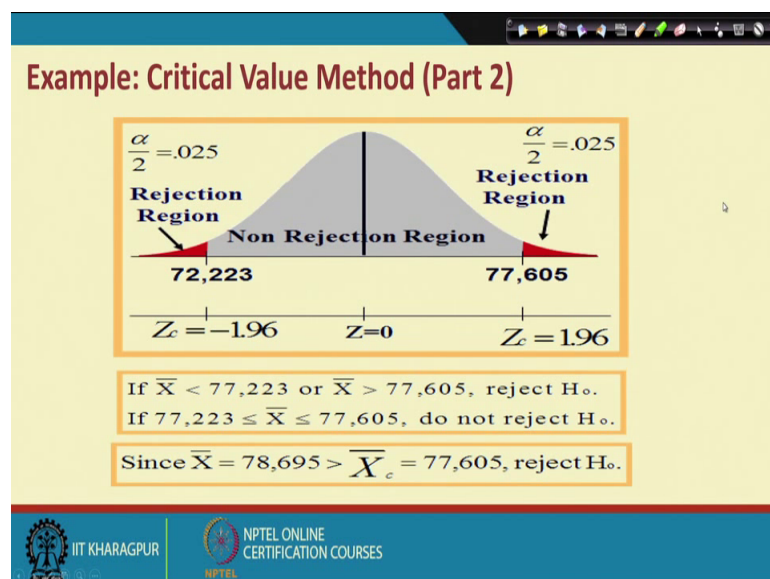 Example: Critical Value Method (Part 2)
α/2 =.025
α/2 =.025
Rejection
Region
Rejection
Region
Non Rejection Region
72,223
77,605
Zc = −1.96
Z=0
Zc = 1.96
If X̅ < 77,223 or X̅ > 77,605, reject Ho.
If 77,223 ≤ X̅ ≤ 77,605, do not reject Ho.
Since X̅ = 78,695 > X̅c = 77,605, reject Ho.
IIT KHARAGPUR
NPTEL
NPTEL ONLINE
CERTIFICATION COURSES